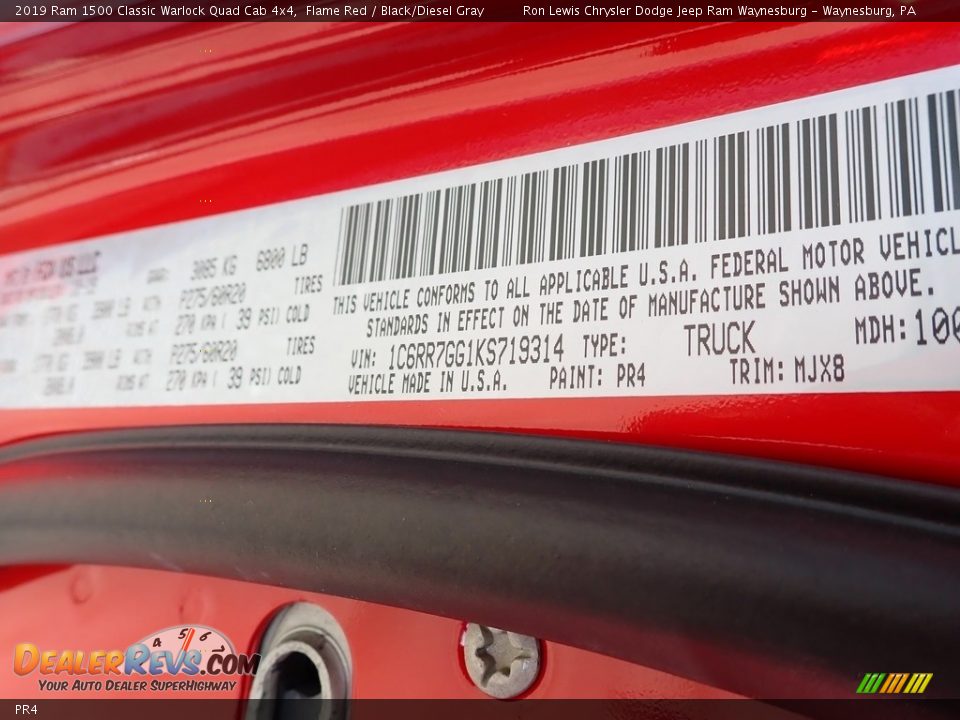 2019 Ram 1500 Classic Warlock Quad Cab 4x4, Flame Red / Black/Diesel Gray Ron Lewis Chrysler Dodge Jeep Ram Waynesburg - Waynesburg, PA
3085 KG 6800 LB
P275/60R20 TIRES
270 KPA ( 39 PSI) COLD
P275/60R20 TIRES
270 KPA ( 39 PSI) COLD
THIS VEHICLE CONFORMS TO ALL APPLICABLE U.S.A. FEDERAL MOTOR VEHICL
STANDARDS IN EFFECT ON THE DATE OF MANUFACTURE SHOWN ABOVE.
VIN: 1C6RR7GG1KS719314 TYPE: TRUCK MDH: 100
VEHICLE MADE IN U.S.A. PAINT: PR4 TRIM: MJX8
4 5 6
DealerRevs.com
Your Auto Dealer SuperHighway
PR4